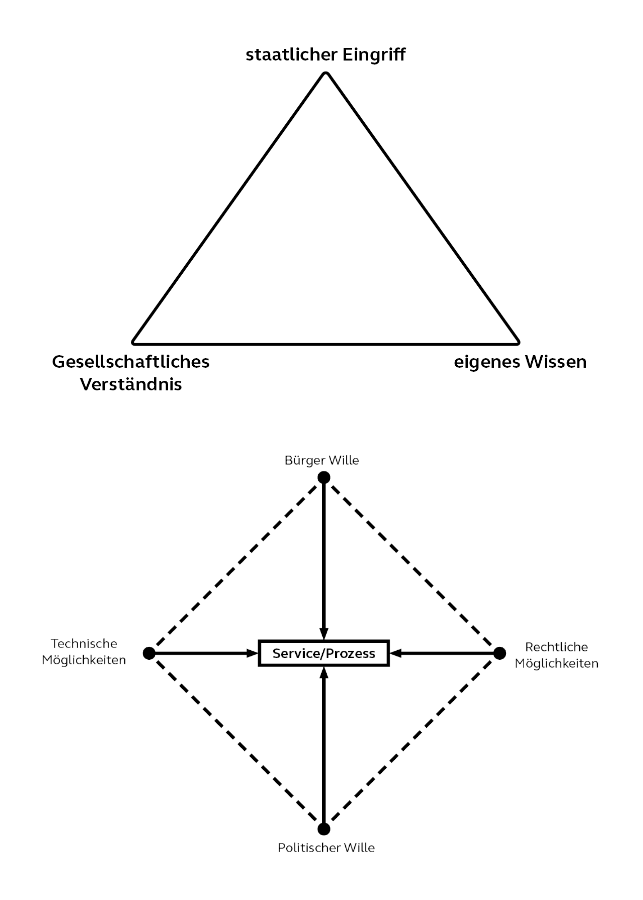 staatlicher Eingriff
Gesellschaftliches
Verständnis
eigenes Wissen
Bürger Wille
Technische
Möglichkeiten
Service/Prozess
Rechtliche
Möglichkeiten
Politischer Wille